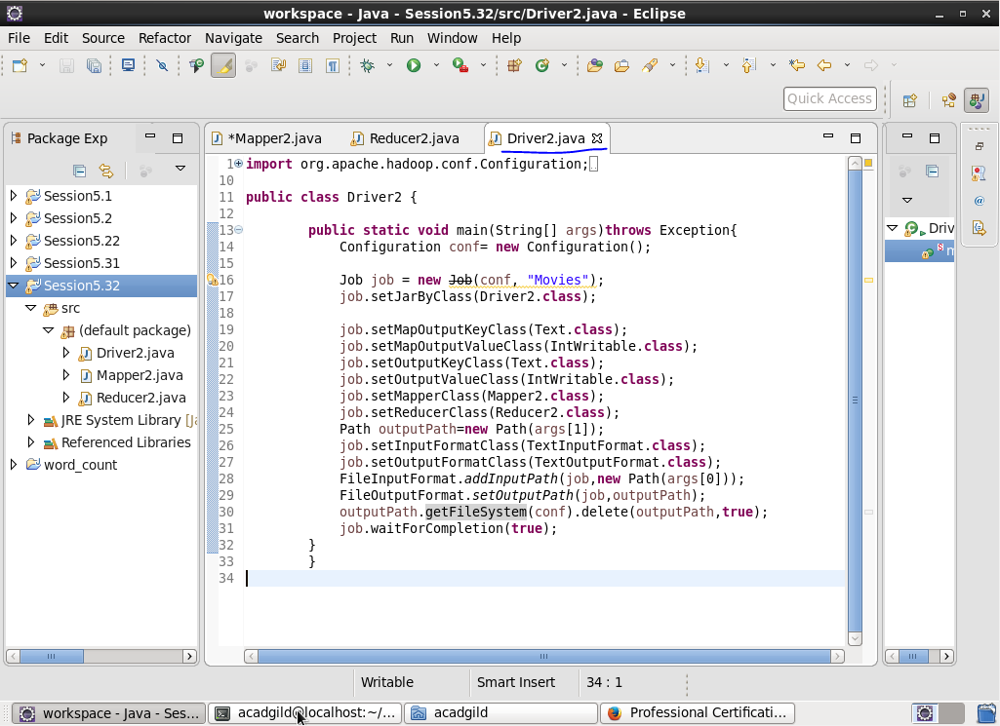 workspace - Java - Session5.32/src/Driver2.java - Eclipse
File Edit Source Refactor Navigate Search Project Run Window Help
Quick Access
Package Exp
*Mapper2.java
Reducer2.java
Driver2.java
Session5.1
Session5.2
Session5.22
Session5.31
Session5.32
src
(default package)
Driver2.java
Mapper2.java
Reducer2.java
JRE System Library
Referenced Libraries
word_count
1 import org.apache.hadoop.conf.Configuration;
10
11 public class Driver2 {
12
13 public static void main(String[] args)throws Exception{
14 Configuration conf= new Configuration();
15
16 Job job = new Job(conf, "Movies");
17 job.setJarByClass(Driver2.class);
18
19 job.setMapOutputKeyClass(Text.class);
20 job.setMapOutputValueClass(IntWritable.class);
21 job.setOutputKeyClass(Text.class);
22 job.setOutputValueClass(IntWritable.class);
23 job.setMapperClass(Mapper2.class);
24 job.setReducerClass(Reducer2.class);
25 Path outputPath=new Path(args[1]);
26 job.setInputFormatClass(TextInputFormat.class);
27 job.setOutputFormatClass(TextOutputFormat.class);
28 FileInputFormat.addInputPath(job,new Path(args[0]));
29 FileOutputFormat.setOutputPath(job,outputPath);
30 outputPath.getFileSystem(conf).delete(outputPath,true);
31 job.waitForCompletion(true);
32 }
33 }
34
Driv
Writable
Smart Insert
34 : 1
workspace - Java - Ses...
acadgild@localhost:~/...
acadgild
Professional Certificati...